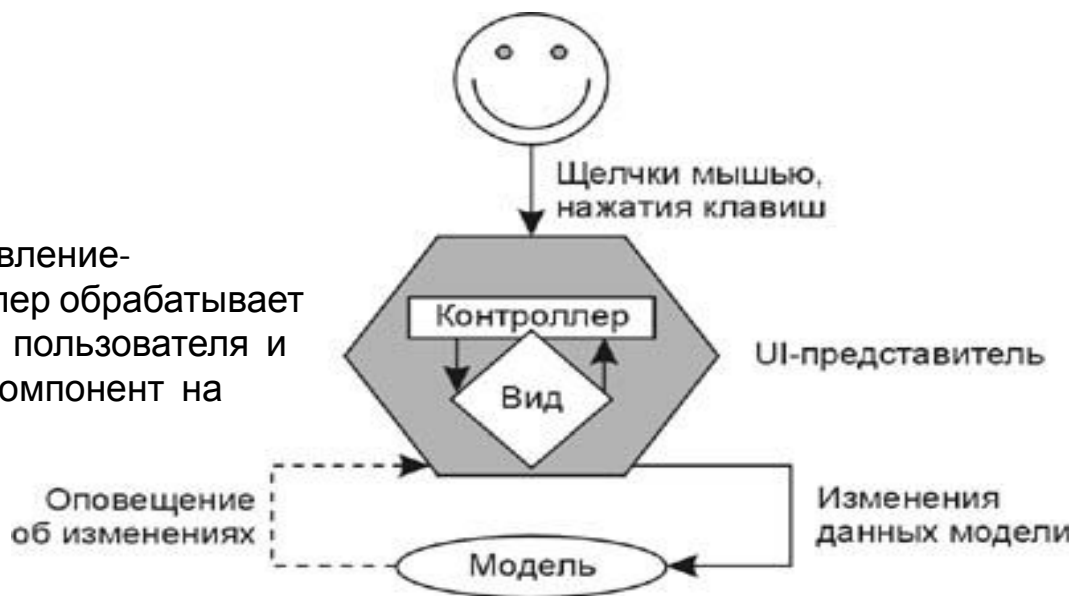 Щелчки мышью,
нажатия клавиш
вление-
лер обрабатывает
пользователя и
омпонент на
Контроллер
Вид
UI-представитель
Оповещение
об изменениях
Изменения
данных модели
Модель